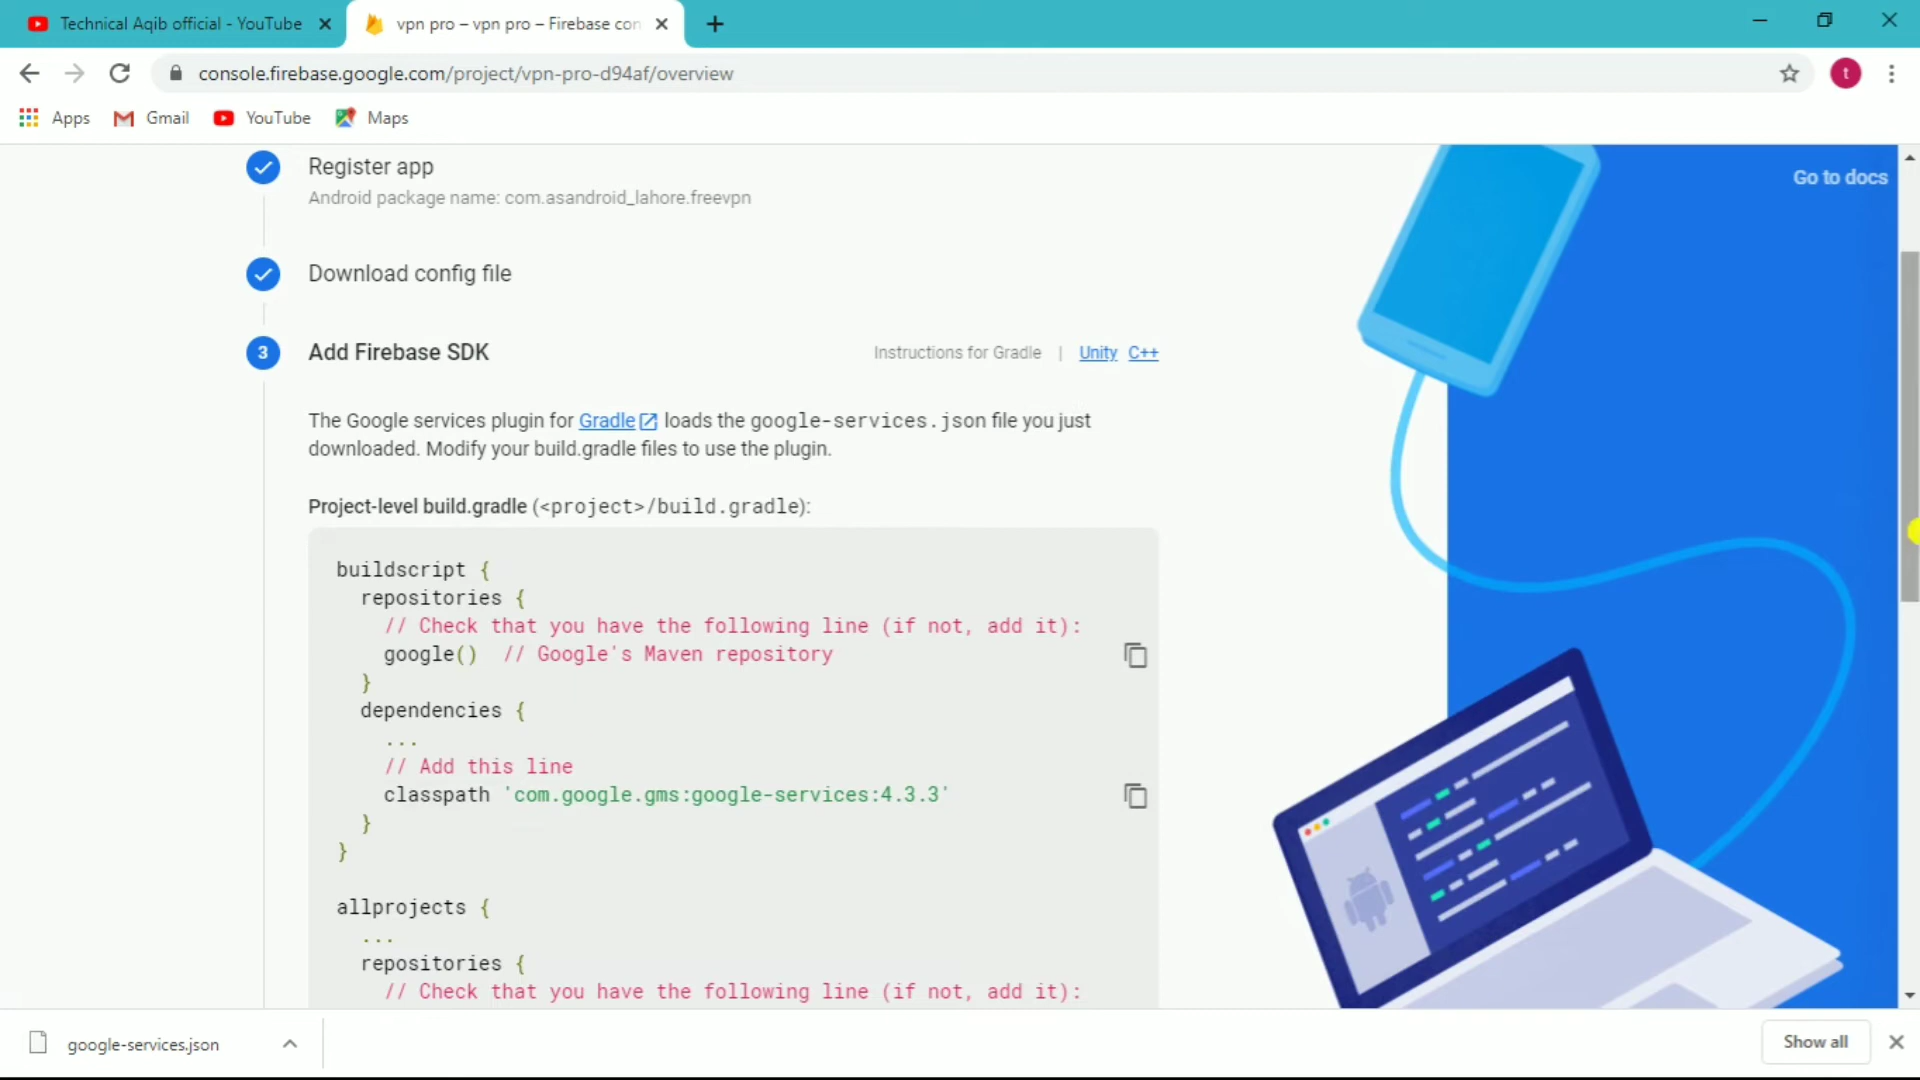 Technical Aqib official - YouTube
vpn pro – vpn pro – Firebase con
console.firebase.google.com/project/vpn-pro-d94af/overview
t
Apps
Gmail
YouTube
Maps
Register app
Android package name: com.asandroid_lahore.freevpn
Go to docs
Download config file
3
Add Firebase SDK
Instructions for Gradle | Unity C++
The Google services plugin for Gradle loads the google-services.json file you just
downloaded. Modify your build.gradle files to use the plugin.
Project-level build.gradle (<project>/build.gradle):
buildscript {
repositories {
// Check that you have the following line (if not, add it):
google() // Google's Maven repository
}
dependencies {
...
// Add this line
classpath 'com.google.gms:google-services:4.3.3'
}
}
allprojects {
...
repositories {
// Check that you have the following line (if not, add it):
google-services.json
Show all